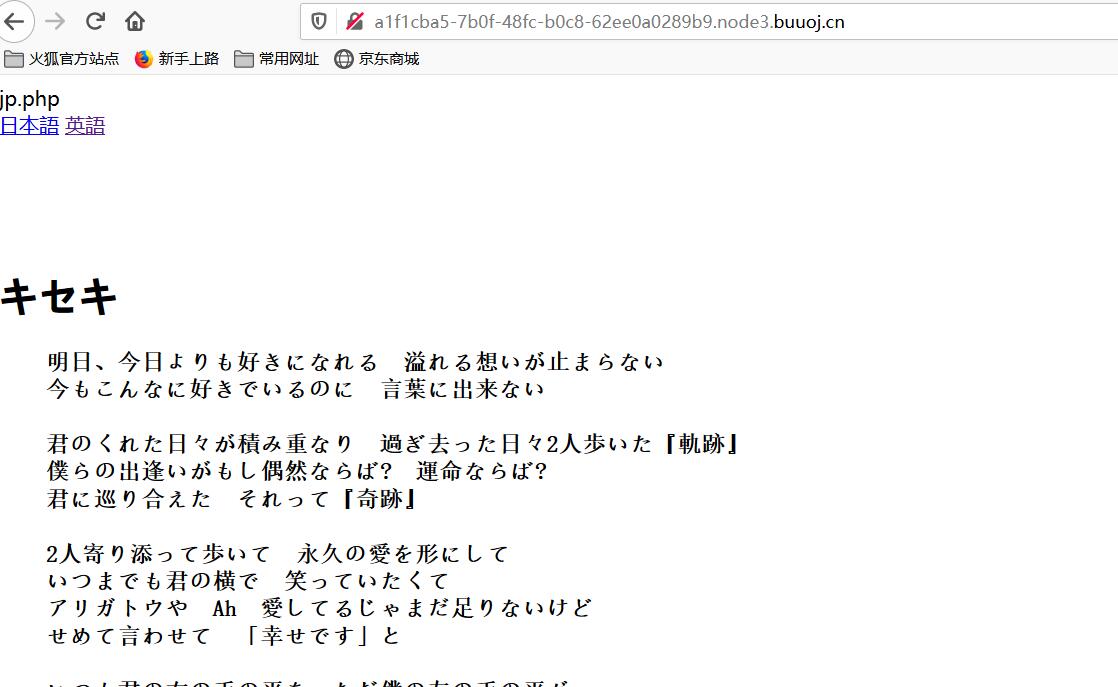 a1f1cba5-7b0f-48fc-b0c8-62ee0a0289b9.node3.buuoj.cn
火狐官方站点 新手上路 常用网址 京东商城
jp.php
日本語 英語
キセキ
明日、今日よりも好きになれる　溢れる想いが止まらない
今もこんなに好きでいるのに　言葉に出来ない
君のくれた日々が積み重なり　過ぎ去った日々2人歩いた『軌跡』
僕らの出逢いがもし偶然ならば?　運命ならば?
君に巡り合えた　それって『奇跡』
2人寄り添って歩いて　永久の愛を形にして
いつまでも君の横で　笑っていたくて
アリガトウや　Ah　愛してるじゃまだ足りないけど
せめて言わせて　「幸せです」と